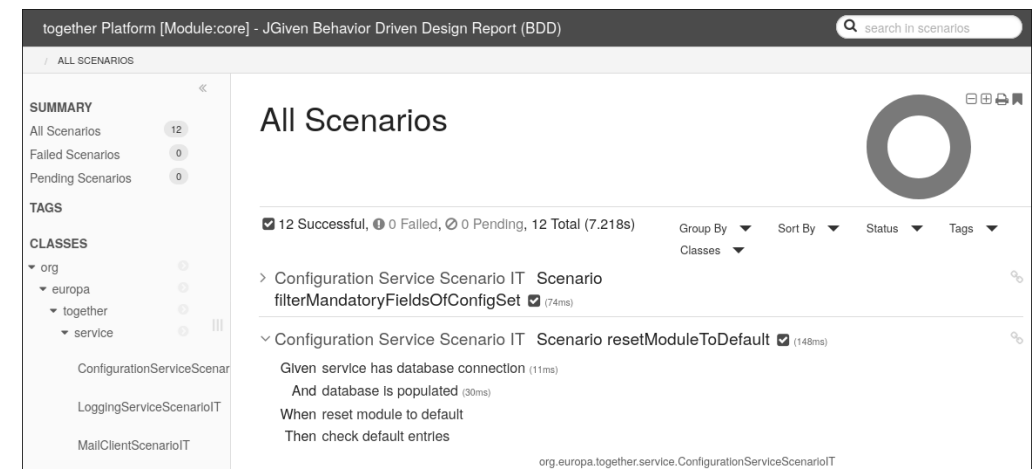 together Platform [Module:core] - JGiven Behavior Driven Design Report (BDD)
search in scenarios
/ ALL SCENARIOS
SUMMARY
All Scenarios 12
Failed Scenarios 0
Pending Scenarios 0
TAGS
CLASSES
org
europa
together
service
ConfigurationServiceScenar
LoggingServiceScenarioIT
MailClientScenarioIT
All Scenarios
12 Successful, 0 Failed, 0 Pending, 12 Total (7.218s)
Group By Sort By Status Tags
Classes
Configuration Service Scenario IT Scenario
filterMandatoryFieldsOfConfigSet (74ms)
Configuration Service Scenario IT Scenario resetModuleToDefault (148ms)
Given service has database connection (11ms)
And database is populated (30ms)
When reset module to default
Then check default entries
org.europa.together.service.ConfigurationServiceScenarioIT